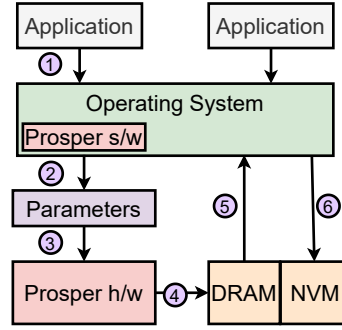 Application Application
1
Operating System
Prosper s/w
2
Parameters
5 6
3
Prosper h/w 4 DRAM NVM